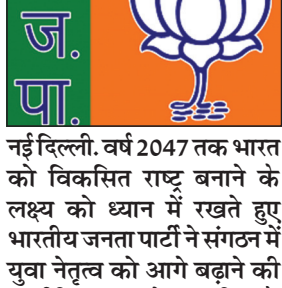 ज.
पा.
नई दिल्ली. वर्ष 2047 तक भारत
को विकसित राष्ट्र बनाने के
लक्ष्य को ध्यान में रखते हुए
भारतीय जनता पार्टी ने संगठन में
युवा नेतृत्व को आगे बढ़ाने की